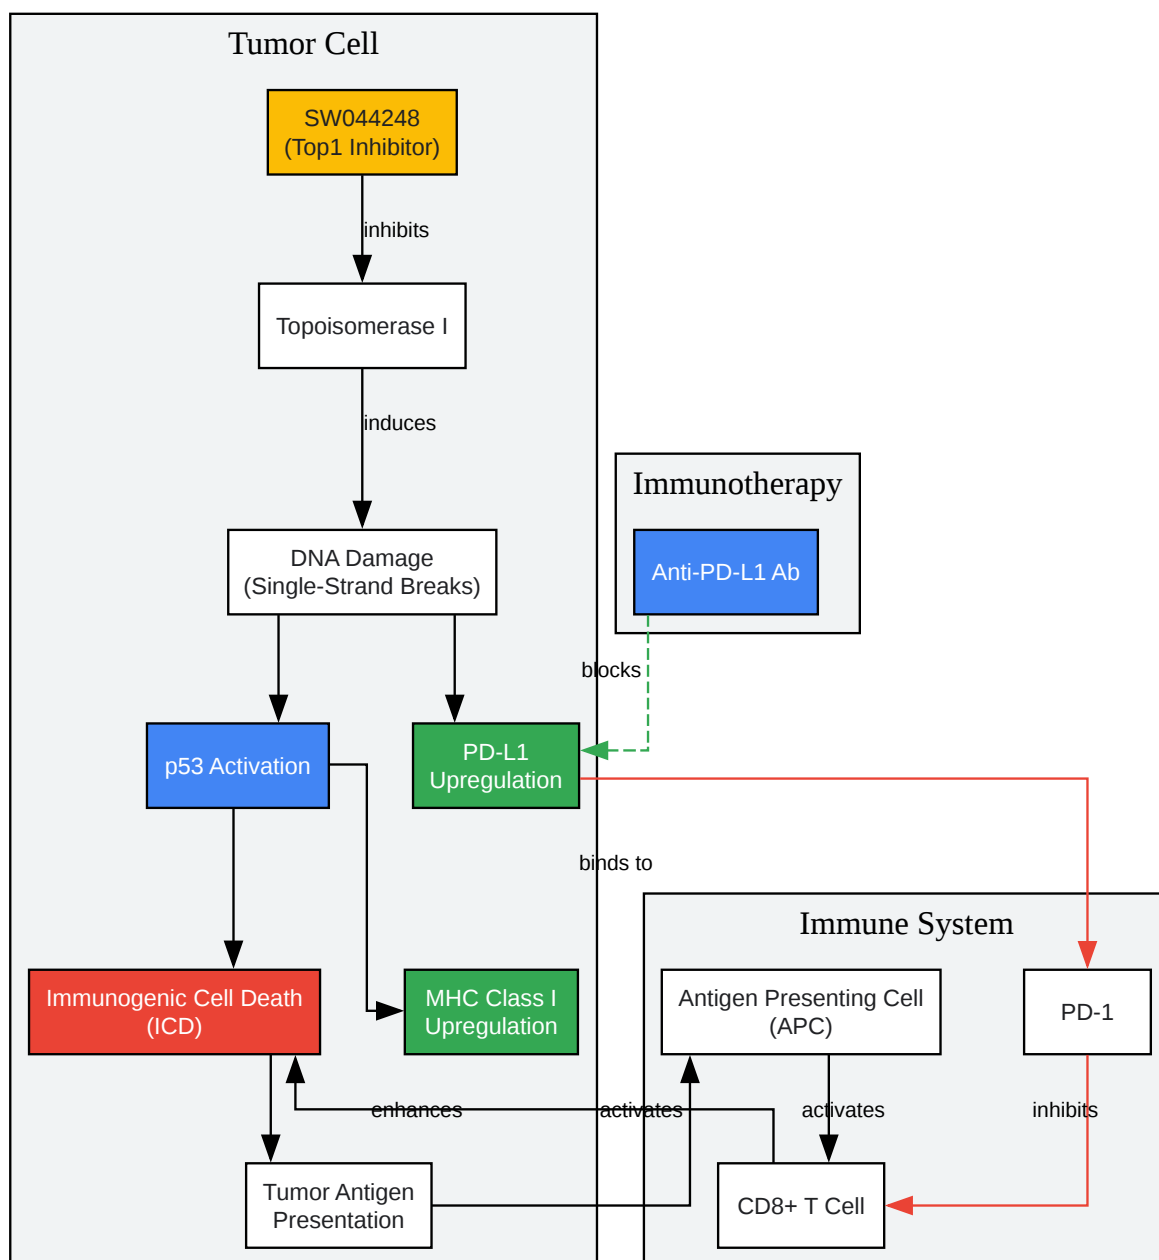 Tumor Cell
SW044248
(Top1 Inhibitor)
inhibits
Topoisomerase I
induces
DNA Damage
(Single-Strand Breaks)
Immunotherapy
Anti-PD-L1 Ab
blocks
p53 Activation
PD-L1
Upregulation
binds to
Immune System
Immunogenic Cell Death
(ICD)
MHC Class I
Upregulation
Antigen Presenting Cell
(APC)
PD-1
enhances
activates
activates
inhibits
Tumor Antigen
Presentation
CD8+ T Cell